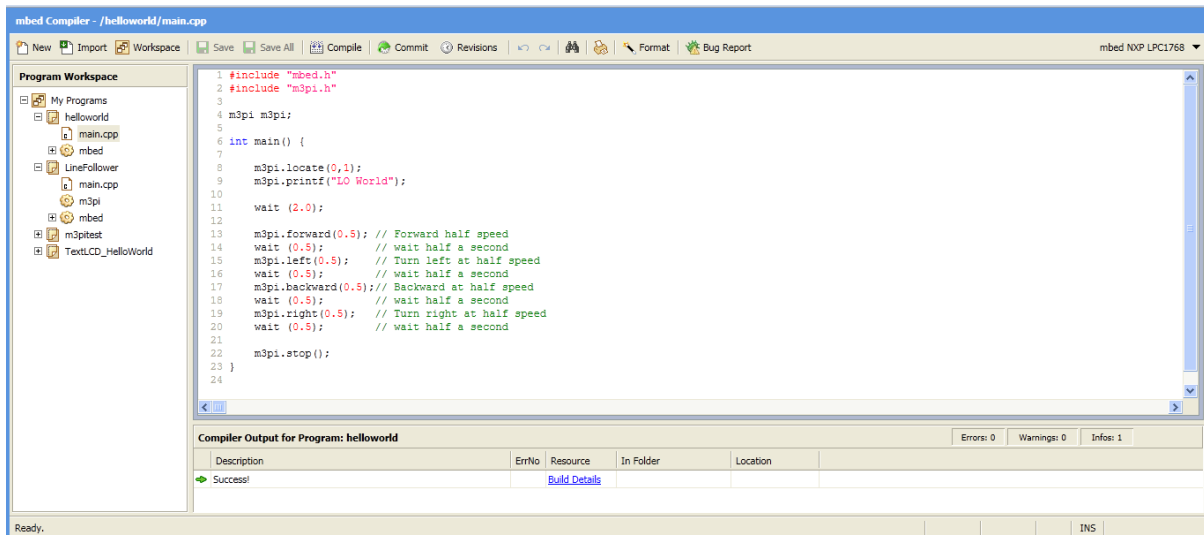 mbed Compiler - /helloworld/main.cpp
New Import Workspace Save Save All Compile Commit Revisions Format Bug Report mbed NXP LPC1768
Program Workspace
My Programs
helloworld
main.cpp
mbed
LineFollower
main.cpp
m3pi
mbed
m3pitest
TextLCD_HelloWorld
1 #include "mbed.h"
2 #include "m3pi.h"
3
4 m3pi m3pi;
5
6 int main() {
7
8 m3pi.locate(0,1);
9 m3pi.printf("LO World");
10
11 wait (2.0);
12
13 m3pi.forward(0.5); // Forward half speed
14 wait (0.5); // wait half a second
15 m3pi.left(0.5); // Turn left at half speed
16 wait (0.5); // wait half a second
17 m3pi.backward(0.5);// Backward at half speed
18 wait (0.5); // wait half a second
19 m3pi.right(0.5); // Turn right at half speed
20 wait (0.5); // wait half a second
21
22 m3pi.stop();
23 }
24
Compiler Output for Program: helloworld Errors: 0 Warnings: 0 Infos: 1
Description ErrNo Resource In Folder Location
Success! Build Details
Ready. INS